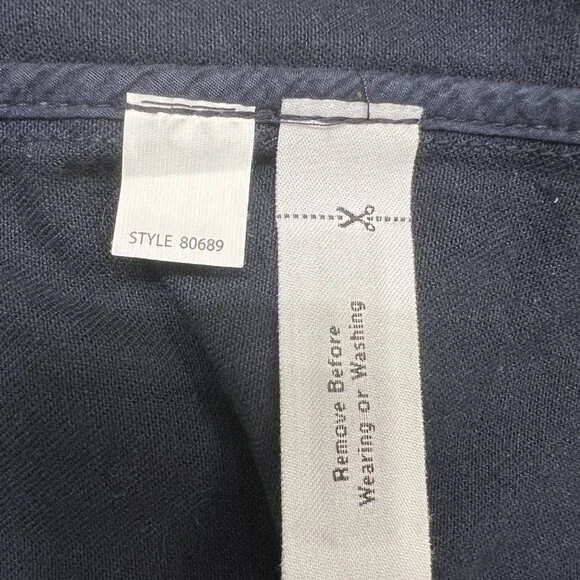 STYLE 80689
Remove Before
Wearing or Washing